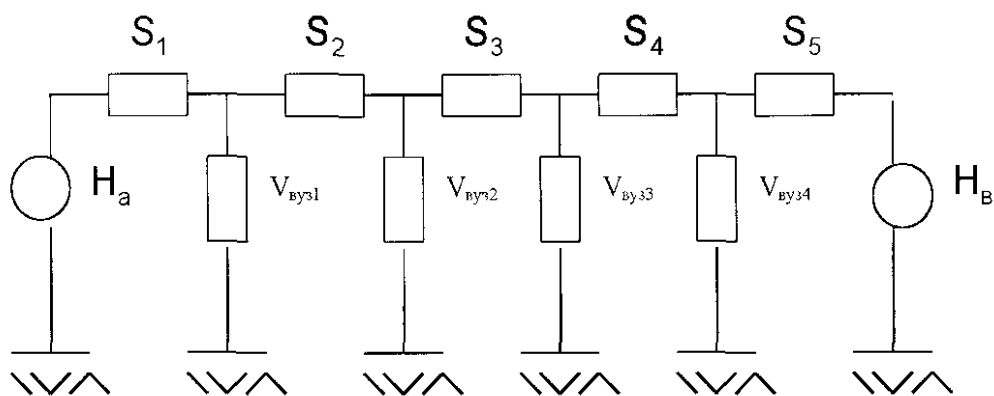 S₁ S₂ S₃ S₄ S₅
Hₐ Vвуз1 Vвуз2 Vвуз3 Vвуз4 Hв